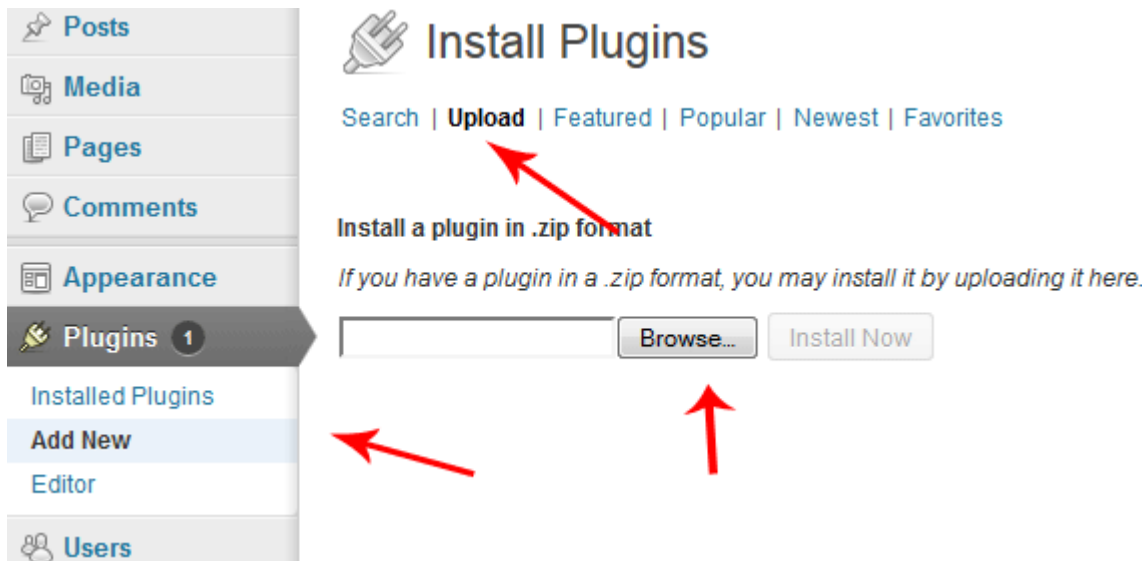 Posts
Media
Pages
Comments
Appearance
Plugins 1
Installed Plugins
Add New
Editor
Users
Install Plugins
Search | Upload | Featured | Popular | Newest | Favorites
Install a plugin in .zip format
If you have a plugin in a .zip format, you may install it by uploading it here.
Browse... Install Now